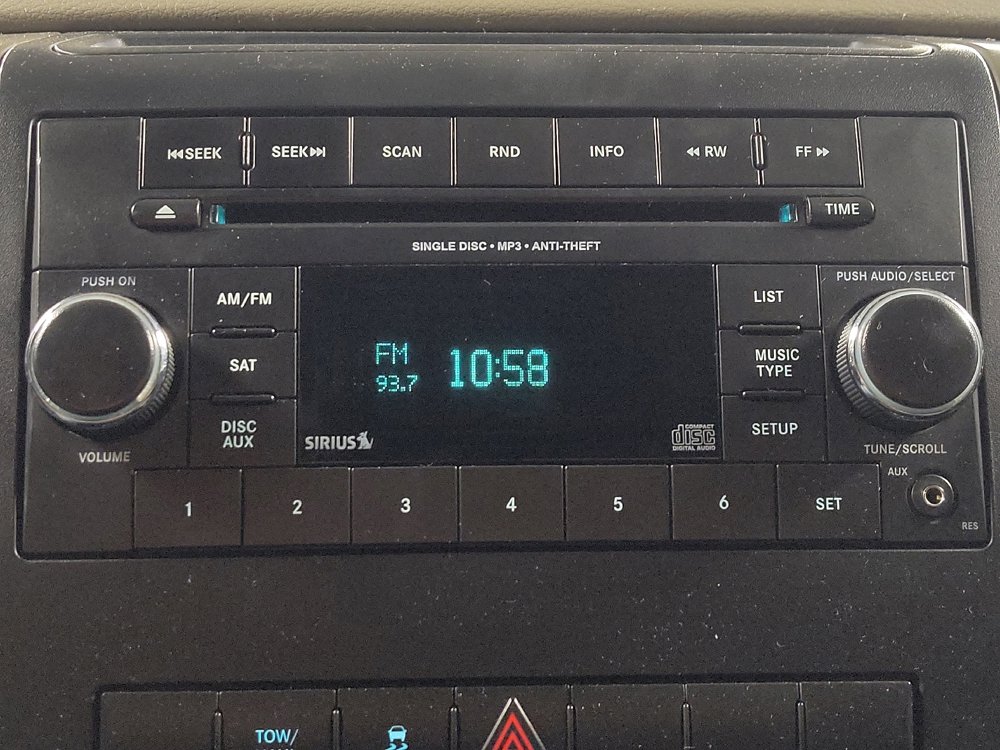 SEEK
SEEK
SCAN
RND
INFO
RW
FF
TIME
SINGLE DISC • MP3 • ANTI-THEFT
PUSH ON
VOLUME
AM/FM
SAT
DISC
AUX
FM
93.7
10:58
SIRIUS
COMPACT
disc
DIGITAL AUDIO
LIST
MUSIC
TYPE
SETUP
PUSH AUDIO/SELECT
TUNE/SCROLL
AUX
RES
1
2
3
4
5
6
SET
TOW/